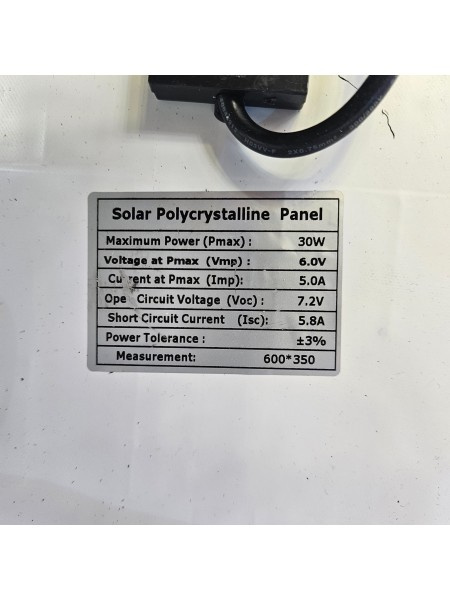 Solar Polycrystalline Panel
Maximum Power (Pmax) : 30W
Voltage at Pmax (Vmp) : 6.0V
Current at Pmax (Imp): 5.0A
Ope Circuit Voltage (Voc) : 7.2V
Short Circuit Current (Isc): 5.8A
Power Tolerance : ±3%
Measurement: 600*350